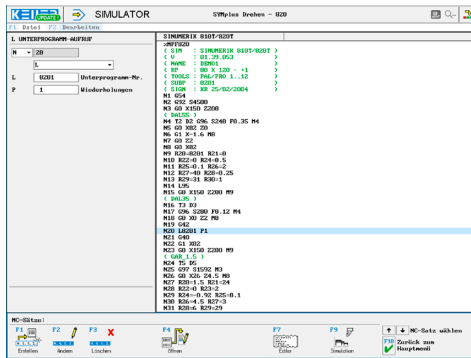 KELLER
UPDATE
SIMULATOR
SYMplus Drehen - 820
F1 Datei F2 Bearbeiten
L UNTERPROGRAMM-AUFRUF
N 20
L
L 8201 Unterprogramm-Nr.
P 1 Wiederholungen
SINUMERIK 810T/820T
>MPF820
( SIN : SINUMERIK 810T/820T )
( V : 01.39.053 )
( NAME : DEMO1 )
( RP : 80 X 120 - +1 )
( TOOLS : PAL/PRO 1..12 )
( SUBP : 8201 )
( SIGN : XR 25/02/2004 )
N1 G54
N2 G92 S4500
N3 G0 X150 Z200
( DAL55 )
N4 T2 D2 G96 S240 F0.35 M4
N5 G0 X82 Z0
N6 G1 X-1.6 M8
N7 G0 Z2
N8 G0 X82
N9 R20=8201 R21=0
N10 R22=0 R24=0.5
N11 R25=0.1 R26=2
N12 R27=40 R28=0.25
N13 R29=31 R30=1
N14 L95
N15 G0 X150 Z200 M9
( DAL35 )
N16 T3 D3
N17 G96 S280 F0.12 M4
N18 G0 X0 Z2 M8
N19 G42
N20 L8201 P1
N21 G40
N22 G1 X82
N23 G0 X150 Z200 M9
( GAR_1.5 )
N24 T5 D5
N25 G97 S1592 M3
N26 G0 X26 Z4.5 M8
N27 R20=1.5 R21=24
N28 R22=0 R23=2
N29 R24=-0.92 R25=0.1
N30 R26=4.5 R27=3
N31 R28=6 R29=29
NC-Sätze:
F1 F2 F3 F4 F7 F9
NC-Satz wählen
F10 Zurück zum
Hauptmenü
Erstellen Ändern Löschen Öffnen Editor Simulation